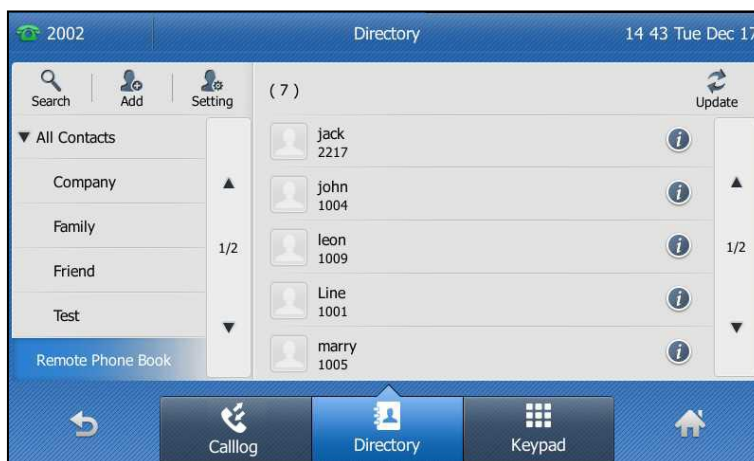 2002 Directory 14 43 Tue Dec 17
Search Add Setting (7) Update
All Contacts
Company
Family
Friend
Test
Remote Phone Book
1/2
jack
2217
john
1004
leon
1009
Line
1001
marry
1005
1/2
Calllog Directory Keypad